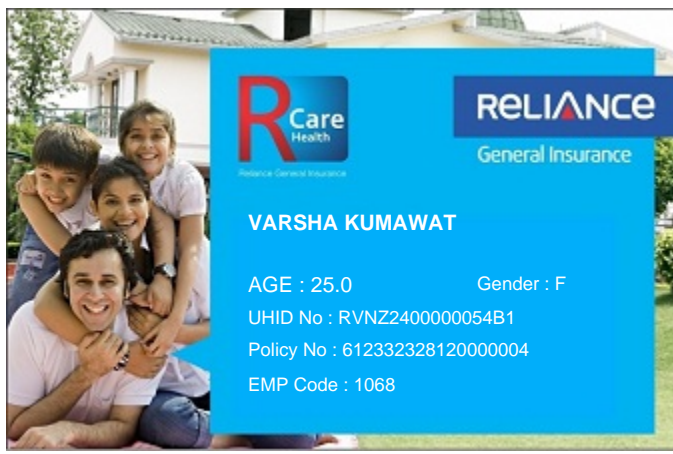 R Care
Health
Reliance General Insurance
RELIANCE
General Insurance
VARSHA KUMAWAT
AGE : 25.0 Gender : F
UHID No : RVNZ2400000054B1
Policy No : 612332328120000004
EMP Code : 1068